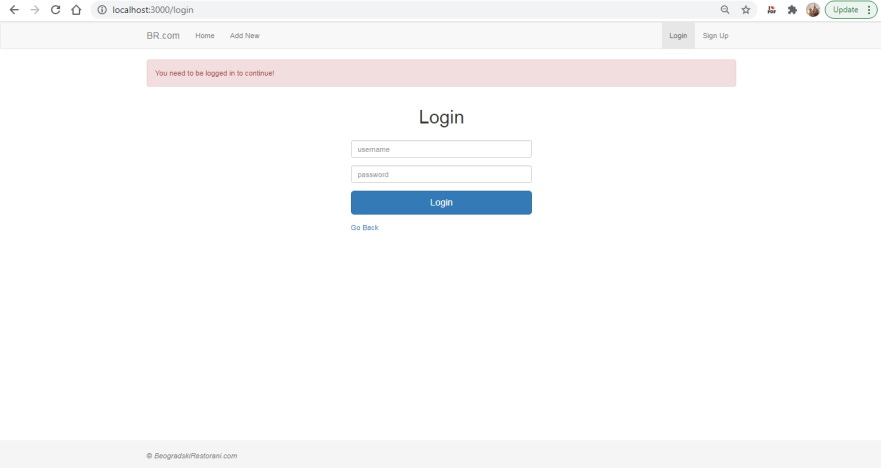 localhost:3000/login
Update
BR.com Home Add New Login Sign Up
You need to be logged in to continue!
Login
username
password
Login
Go Back
© BeogradskiRestorani.com